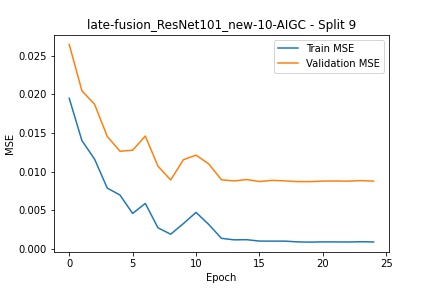 late-fusion_ResNet101_new-10-AIGC - Split 9
Train MSE
Validation MSE
0.025
0.020
0.015
0.010
0.005
0.000
MSE
0 5 10 15 20 25
Epoch